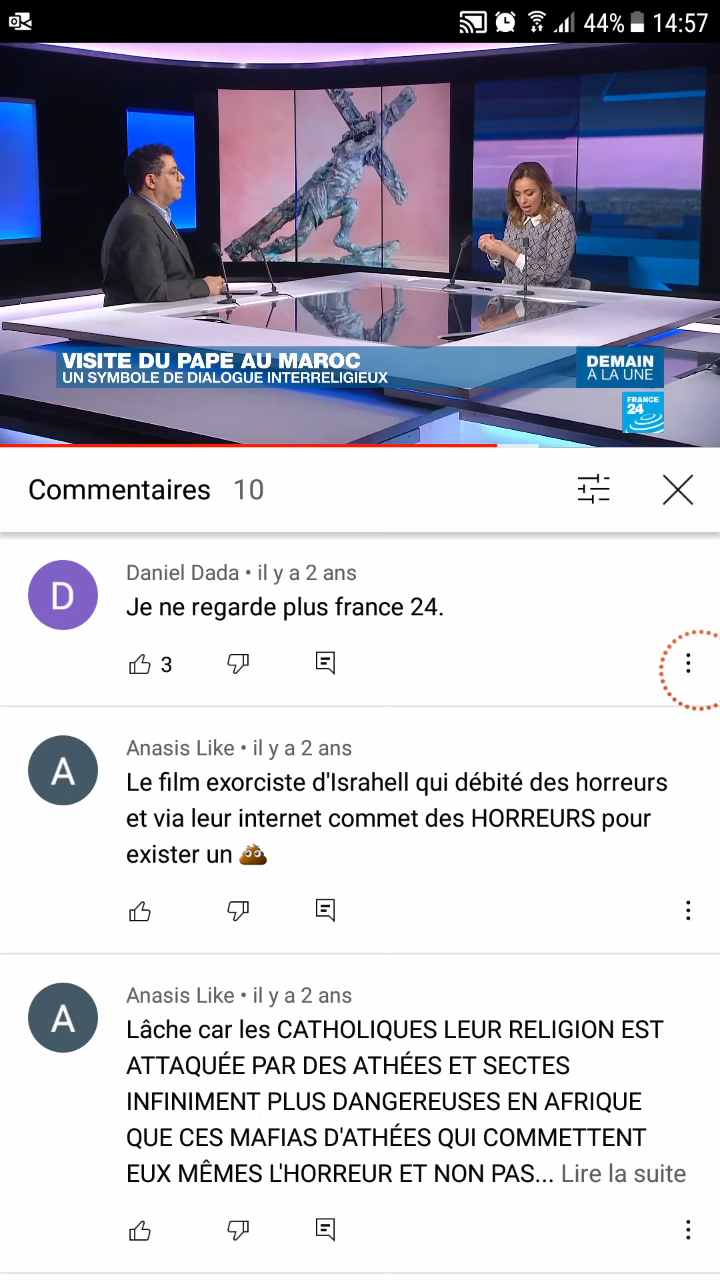 44% 14:57
VISITE DU PAPE AU MAROC
UN SYMBOLE DE DIALOGUE INTERRELIGIEUX
DEMAIN
À LA UNE
FRANCE
24
Commentaires 10
D
Daniel Dada • il y a 2 ans
Je ne regarde plus france 24.
3
A
Anasis Like • il y a 2 ans
Le film exorciste d'Israhell qui débité des horreurs
et via leur internet commet des HORREURS pour
exister un 💩
A
Anasis Like • il y a 2 ans
Lâche car les CATHOLIQUES LEUR RELIGION EST
ATTAQUÉE PAR DES ATHÉES ET SECTES
INFINIMENT PLUS DANGEREUSES EN AFRIQUE
QUE CES MAFIAS D'ATHÉES QUI COMMETTENT
EUX MÊMES L'HORREUR ET NON PAS... Lire la suite